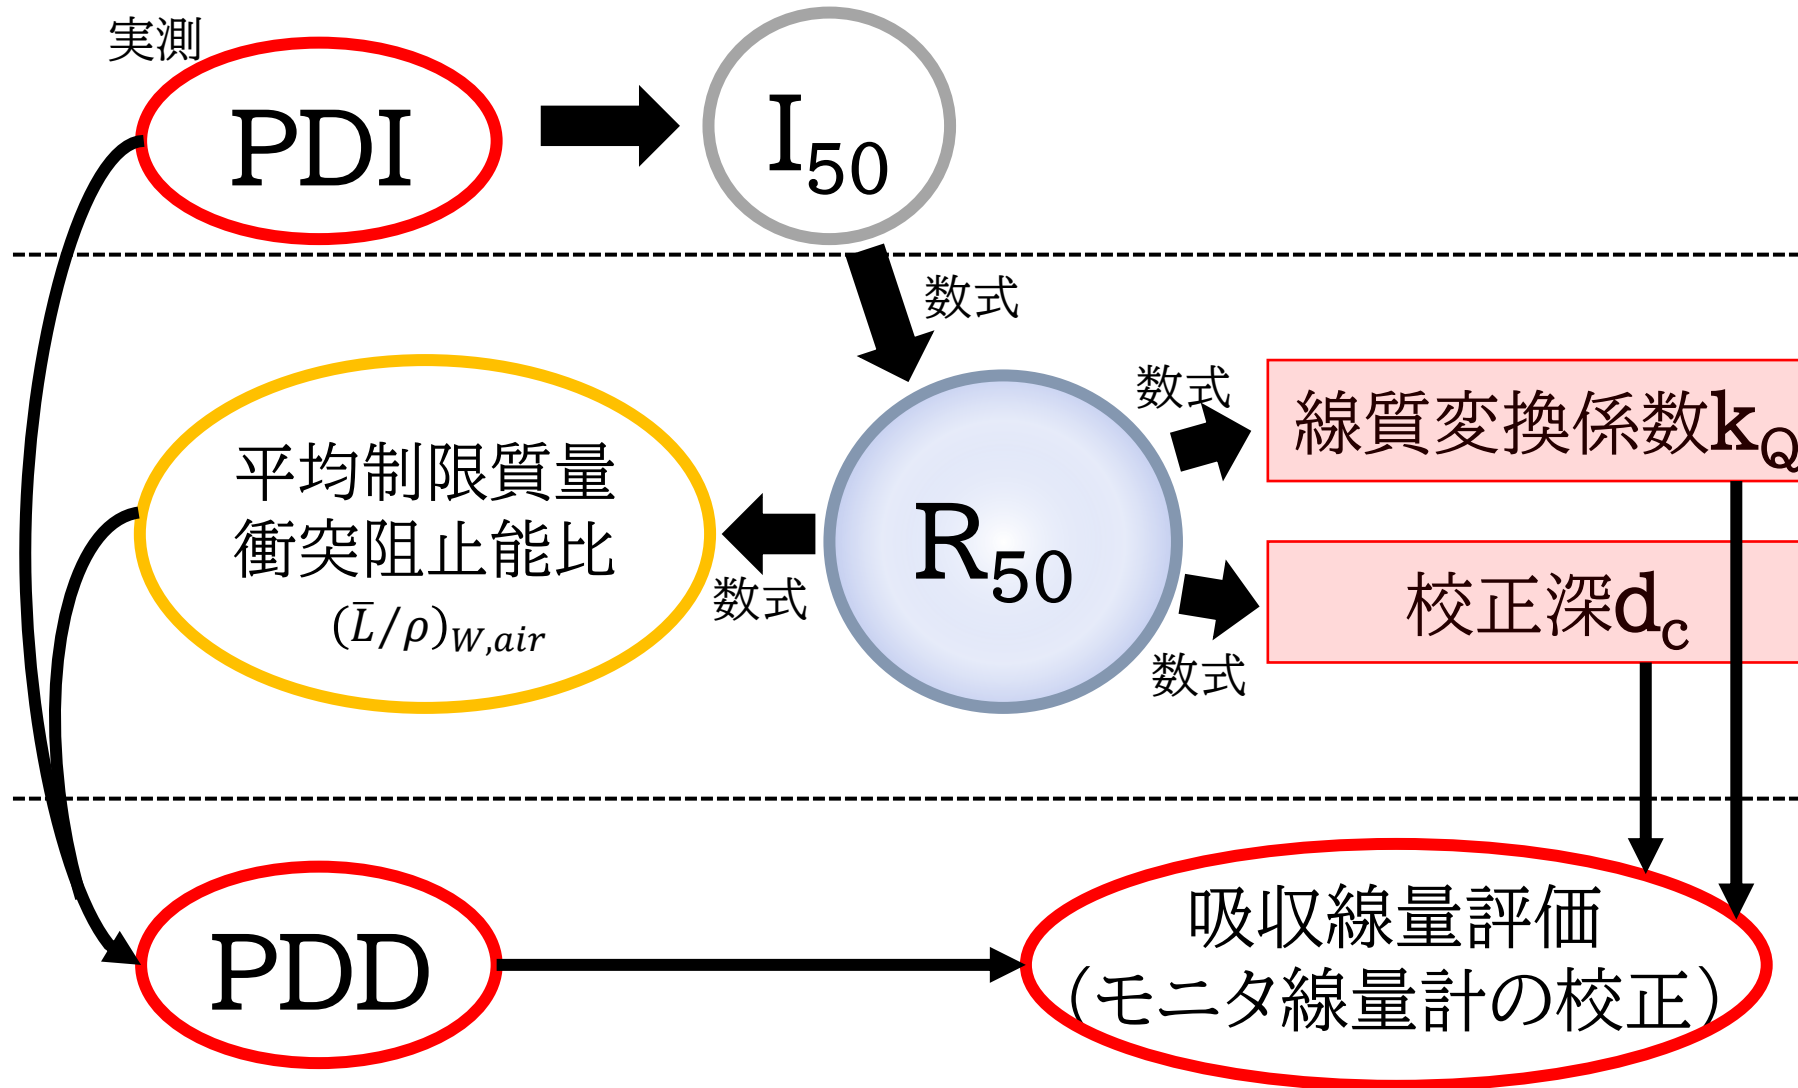 実測
PDI
I50
数式
数式
線質変換係数kQ
平均制限質量
衝突阻止能比
(L̄/ρ)W,air
数式
R50
校正深dc
数式
PDD
吸収線量評価
（モニタ線量計の校正）